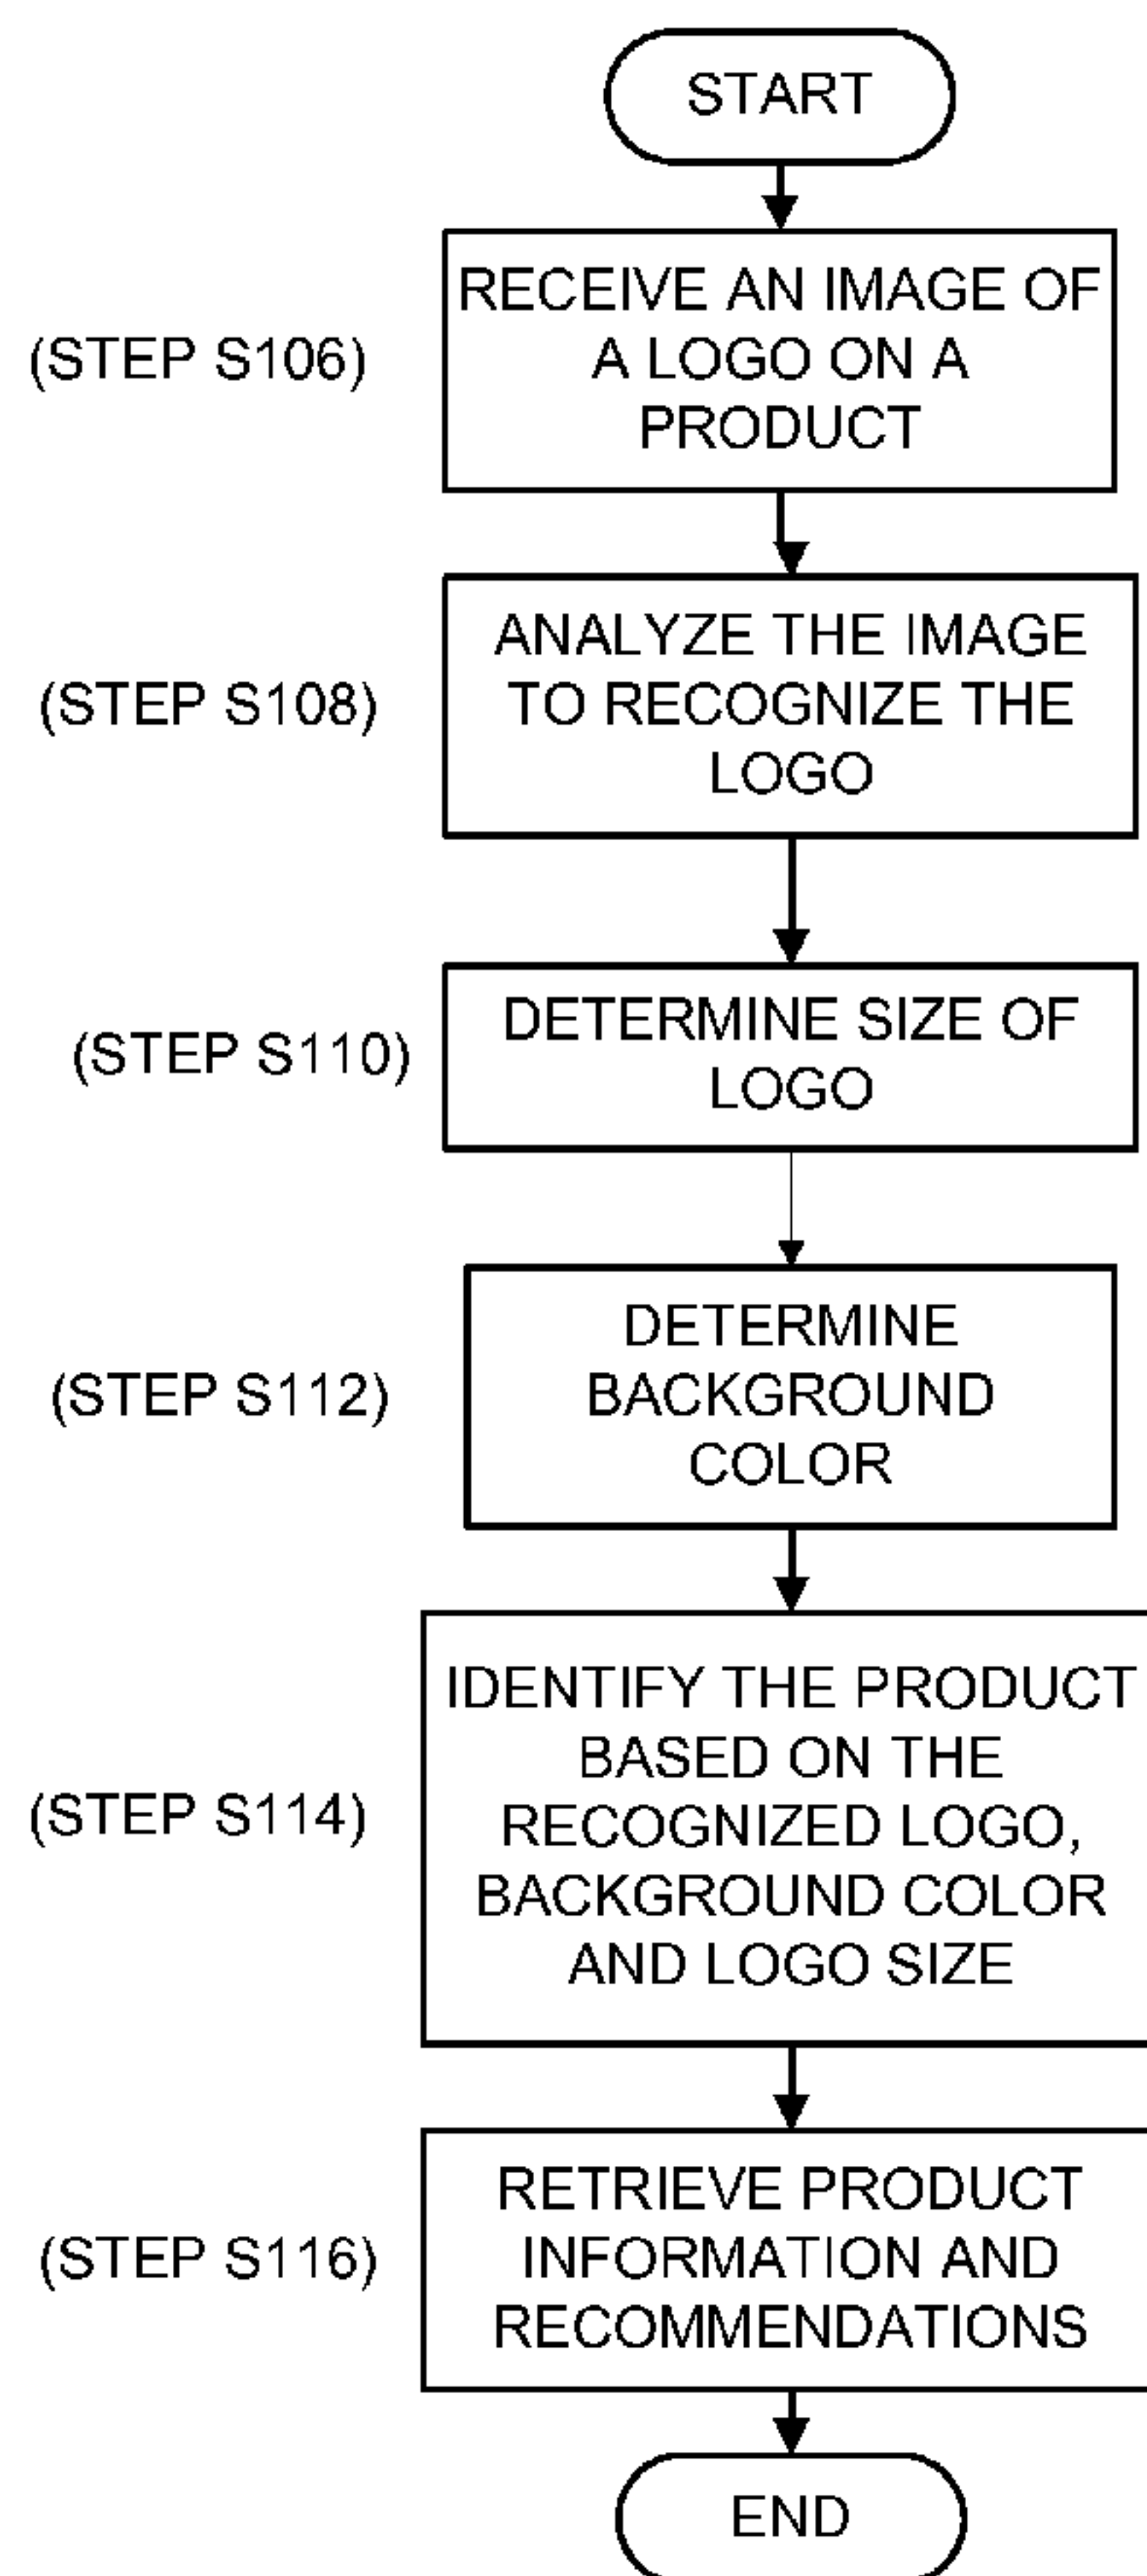 START
RECEIVE AN IMAGE OF
(STEP S106)
A LOGO ON A
PRODUCT
ANALYZE THE IMAGE
(STEP S108)
TO RECOGNIZE THE
LOGO
DETERMINE SIZE OF
(STEP S110)
LOGO
DETERMINE
(STEP S112)
BACKGROUND
COLOR
IDENTIFY THE PRODUCT
BASED ON THE
(STEP S114)
RECOGNIZED LOGO,
BACKGROUND COLOR
AND LOGO SIZE
RETRIEVE PRODUCT
(STEP S116)
INFORMATION AND
RECOMMENDATIONS
END